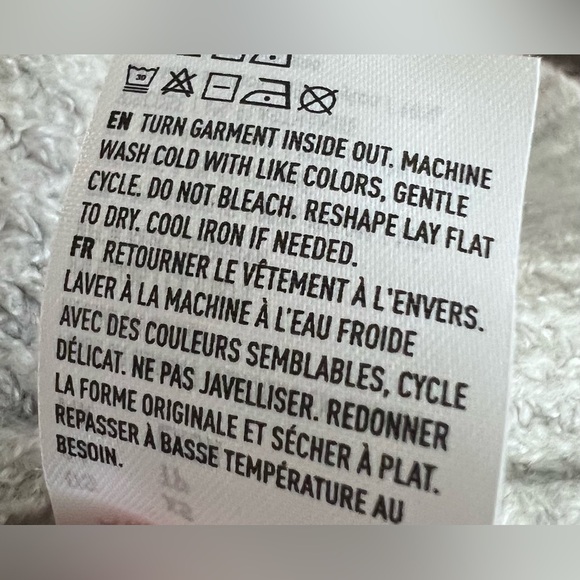 30
EN TURN GARMENT INSIDE OUT. MACHINE
WASH COLD WITH LIKE COLORS, GENTLE
CYCLE. DO NOT BLEACH. RESHAPE LAY FLAT
TO DRY. COOL IRON IF NEEDED.
FR RETOURNER LE VÊTEMENT À L'ENVERS.
LAVER À LA MACHINE À L'EAU FROIDE
AVEC DES COULEURS SEMBLABLES, CYCLE
DÉLICAT. NE PAS JAVELLISER. REDONNER
LA FORME ORIGINALE ET SÉCHER À PLAT.
REPASSER À BASSE TEMPÉRATURE AU
BESOIN.